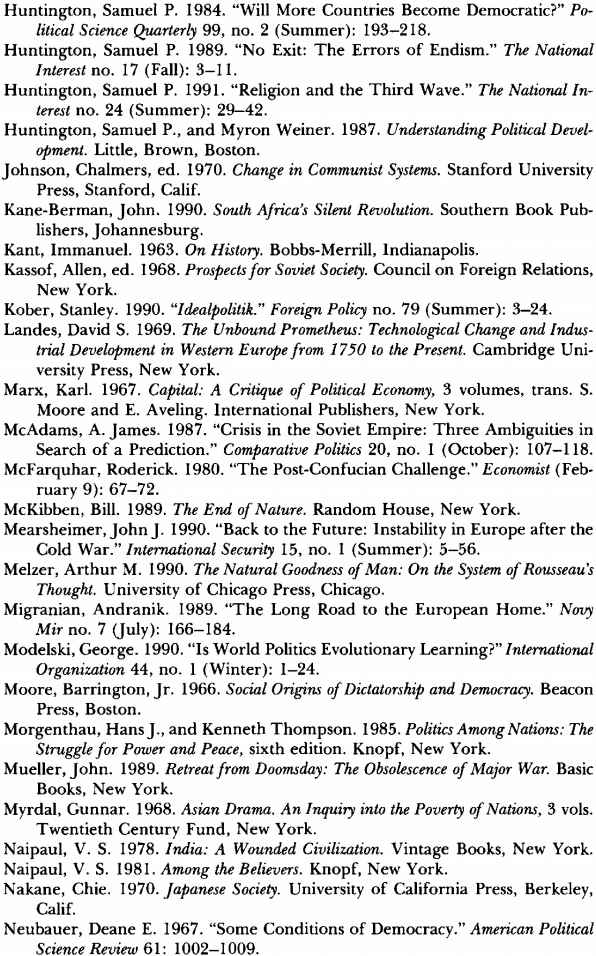 Huntington, Samuel P. 1984. “Will More Countries Become Democratic?” Po-
litical Science Quarterly 99, no. 2 (Summer): 193–218.
Huntington, Samuel P. 1989. “No Exit: The Errors of Endism.” The National
Interest no. 17 (Fall): 3–11.
Huntington, Samuel P. 1991. “Religion and the Third Wave.” The National In-
terest no. 24 (Summer): 29–42.
Huntington, Samuel P., and Myron Weiner. 1987. Understanding Political Devel-
opment. Little, Brown, Boston.
Johnson, Chalmers, ed. 1970. Change in Communist Systems. Stanford University
Press, Stanford, Calif.
Kane-Berman, John. 1990. South Africa's Silent Revolution. Southern Book Pub-
lishers, Johannesburg.
Kant, Immanuel. 1963. On History. Bobbs-Merrill, Indianapolis.
Kassof, Allen, ed. 1968. Prospects for Soviet Society. Council on Foreign Relations,
New York.
Kober, Stanley. 1990. “Idealpolitik.” Foreign Policy no. 79 (Summer): 3–24.
Landes, David S. 1969. The Unbound Prometheus: Technological Change and Indus-
trial Development in Western Europe from 1750 to the Present. Cambridge Uni-
versity Press, New York.
Marx, Karl. 1967. Capital: A Critique of Political Economy, 3 volumes, trans. S.
Moore and E. Aveling. International Publishers, New York.
McAdams, A. James. 1987. “Crisis in the Soviet Empire: Three Ambiguities in
Search of a Prediction.” Comparative Politics 20, no. 1 (October): 107–118.
McFarquhar, Roderick. 1980. “The Post-Confucian Challenge.” Economist (Feb-
ruary 9): 67–72.
McKibben, Bill. 1989. The End of Nature. Random House, New York.
Mearsheimer, John J. 1990. “Back to the Future: Instability in Europe after the
Cold War.” International Security 15, no. 1 (Summer): 5–56.
Melzer, Arthur M. 1990. The Natural Goodness of Man: On the System of Rousseau's
Thought. University of Chicago Press, Chicago.
Migranian, Andranik. 1989. “The Long Road to the European Home.” Novy
Mir no. 7 (July): 166–184.
Modelski, George. 1990. “Is World Politics Evolutionary Learning?” International
Organization 44, no. 1 (Winter): 1–24.
Moore, Barrington, Jr. 1966. Social Origins of Dictatorship and Democracy. Beacon
Press, Boston.
Morgenthau, Hans J., and Kenneth Thompson. 1985. Politics Among Nations: The
Struggle for Power and Peace, sixth edition. Knopf, New York.
Mueller, John. 1989. Retreat from Doomsday: The Obsolescence of Major War. Basic
Books, New York.
Myrdal, Gunnar. 1968. Asian Drama. An Inquiry into the Poverty of Nations, 3 vols.
Twentieth Century Fund, New York.
Naipaul, V. S. 1978. India: A Wounded Civilization. Vintage Books, New York.
Naipaul, V. S. 1981. Among the Believers. Knopf, New York.
Nakane, Chie. 1970. Japanese Society. University of California Press, Berkeley,
Calif.
Neubauer, Deane E. 1967. “Some Conditions of Democracy.” American Political
Science Review 61: 1002–1009.